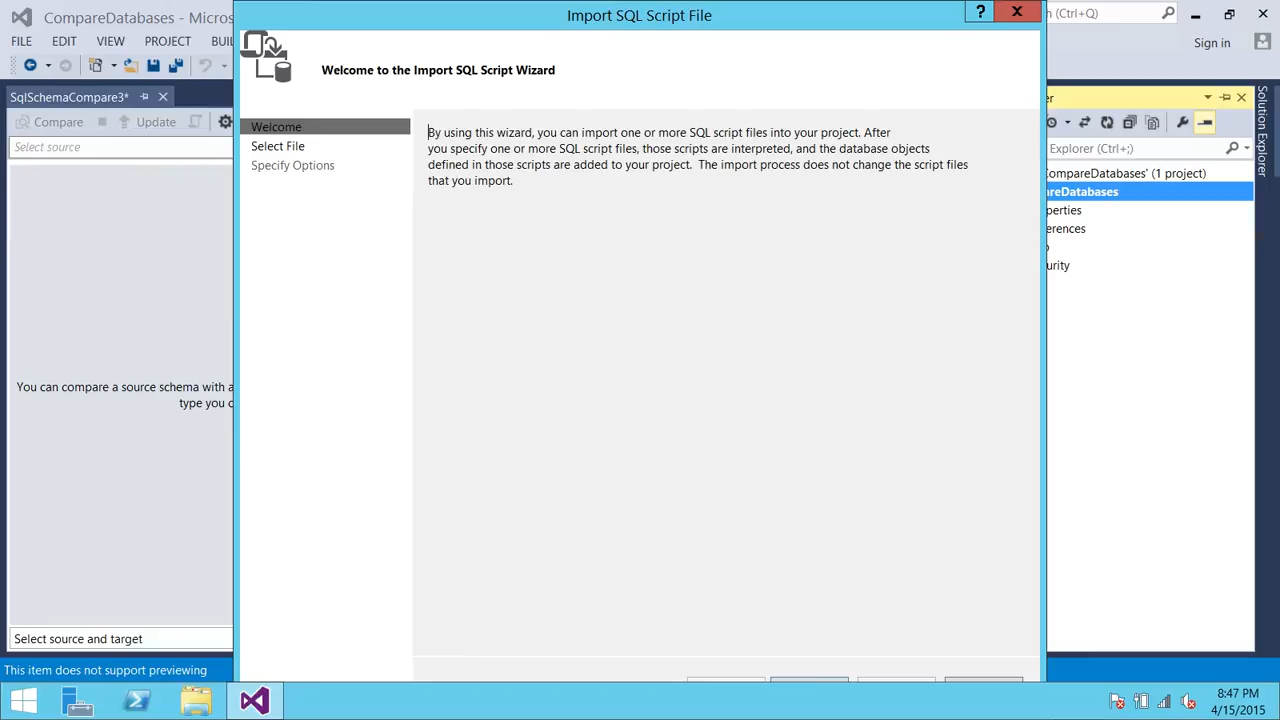 CompareDatabases - Micros
Import SQL Script File
?
(Ctrl+Q)
FILE EDIT VIEW PROJECT BUIL
Sign in
Welcome to the Import SQL Script Wizard
SqlSchemaCompare3*
er
Compare Update
Select source
Explorer (Ctrl+;)
Welcome
Select File
Specify Options
By using this wizard, you can import one or more SQL script files into your project. After
you specify one or more SQL script files, those scripts are interpreted, and the database objects
defined in those scripts are added to your project. The import process does not change the script files
that you import.
CompareDatabases' (1 project)
reDatabases
perties
erences
urity
Solution Explorer
You can compare a source schema with a
type you c
Select source and target
This item does not support previewing
8:47 PM
4/15/2015